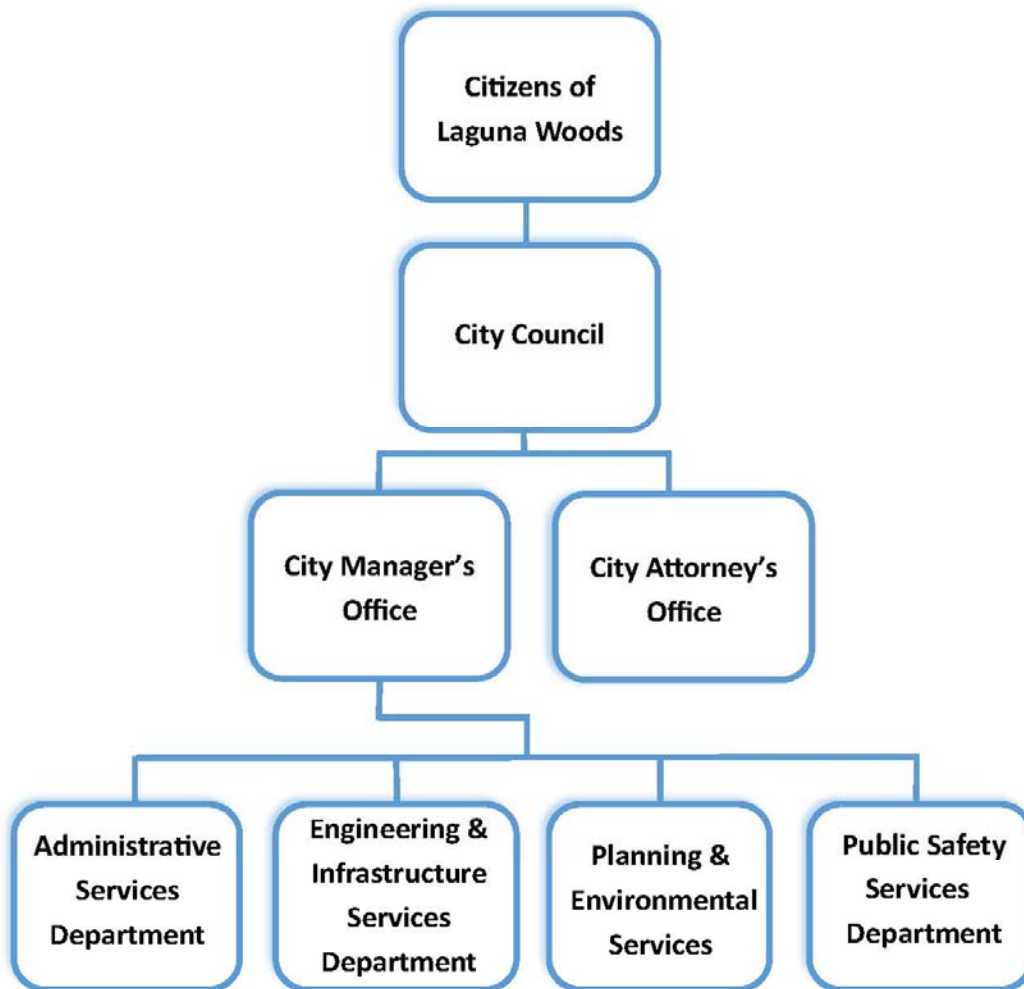 Citizens of
Laguna Woods
City Council
City Manager's
Office
City Attorney's
Office
Administrative
Services
Department
Engineering &
Infrastructure
Services
Department
Planning &
Environmental
Services
Public Safety
Services
Department